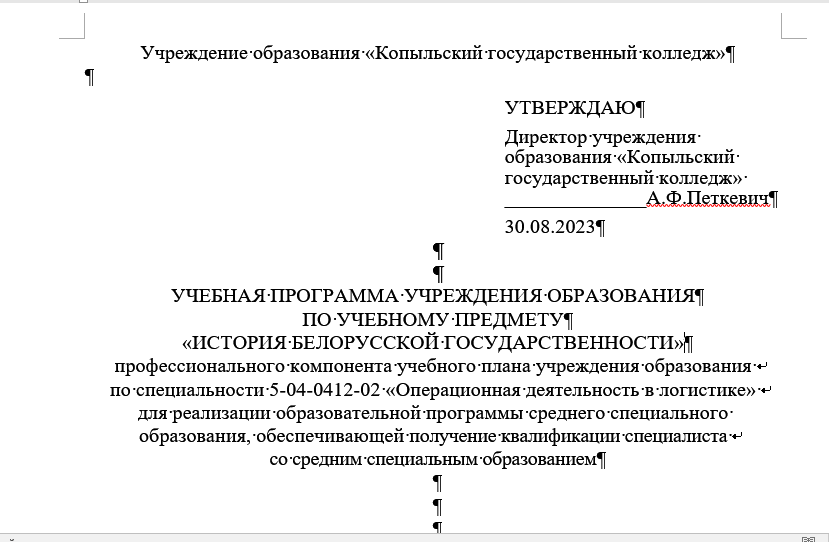 Учреждение образования «Копыльский государственный колледж»
УТВЕРЖДАЮ
Директор учреждения
образования «Копыльский
государственный колледж»
_______________А.Ф.Петкевич
30.08.2023
УЧЕБНАЯ ПРОГРАММА УЧРЕЖДЕНИЯ ОБРАЗОВАНИЯ
ПО УЧЕБНОМУ ПРЕДМЕТУ
«ИСТОРИЯ БЕЛОРУССКОЙ ГОСУДАРСТВЕННОСТИ»
профессионального компонента учебного плана учреждения образования
по специальности 5-04-0412-02 «Операционная деятельность в логистике»
для реализации образовательной программы среднего специального
образования, обеспечивающей получение квалификации специалиста
со средним специальным образованием